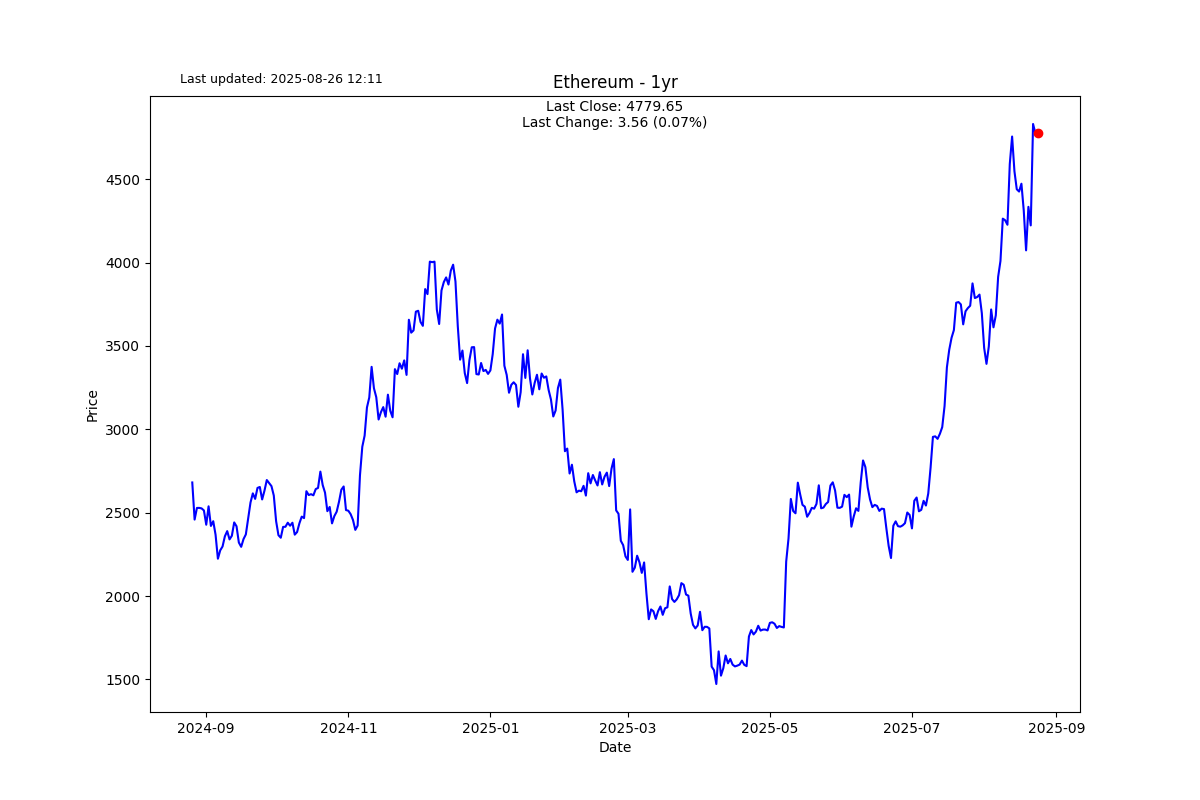 Last updated: 2025-08-26 12:11
Ethereum - 1yr
Last Close: 4779.65
Last Change: 3.56 (0.07%)
4500
4000
3500
3000
2500
2000
1500
Price
2024-09 2024-11 2025-01 2025-03 2025-05 2025-07 2025-09
Date